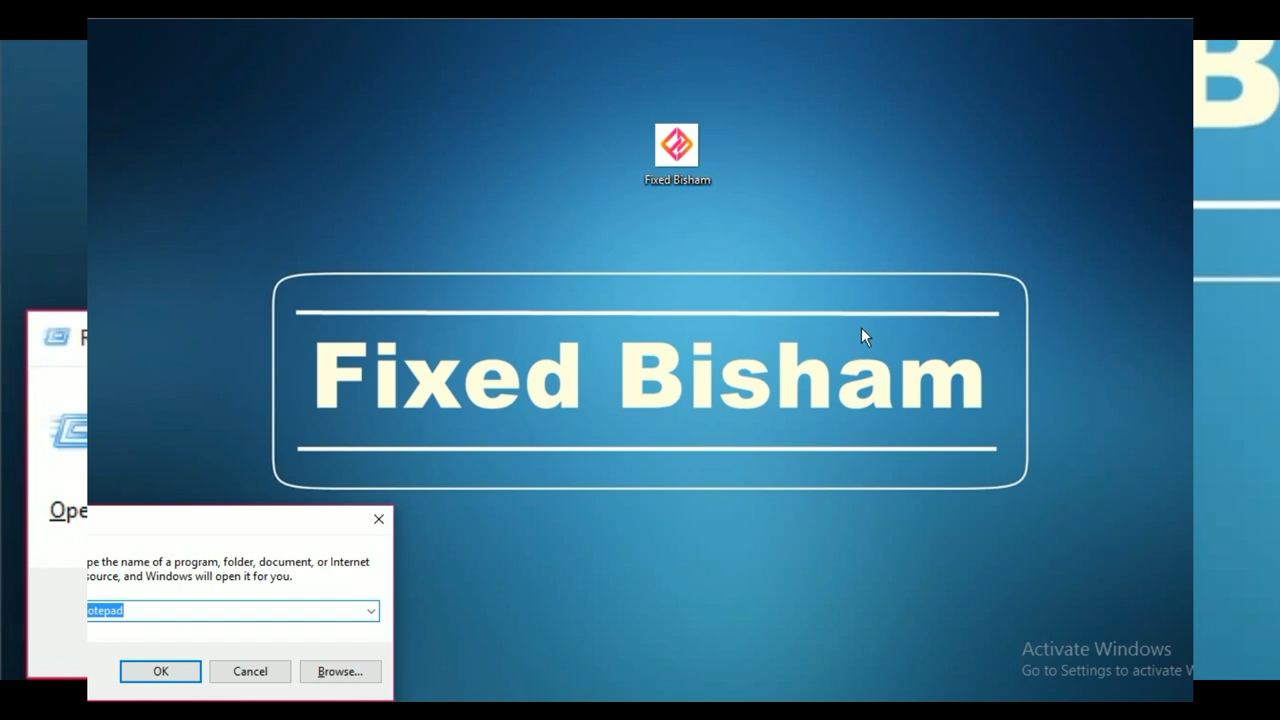 B
Fixed Bisham
Fixed Bisham
Ope
pe the name of a program, folder, document, or Internet
source, and Windows will open it for you.
otepad
OK
Cancel
Browse...
Activate Windows
Go to Settings to activate W